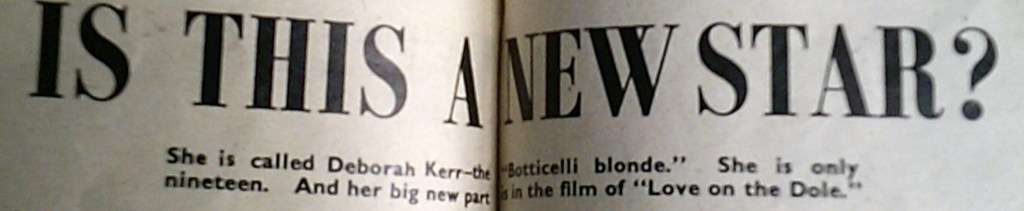 IS THIS A NEW STAR?
She is called Deborah Kerr—the "Botticelli blonde." She is only
nineteen. And her big new part is in the film of "Love on the Dole."